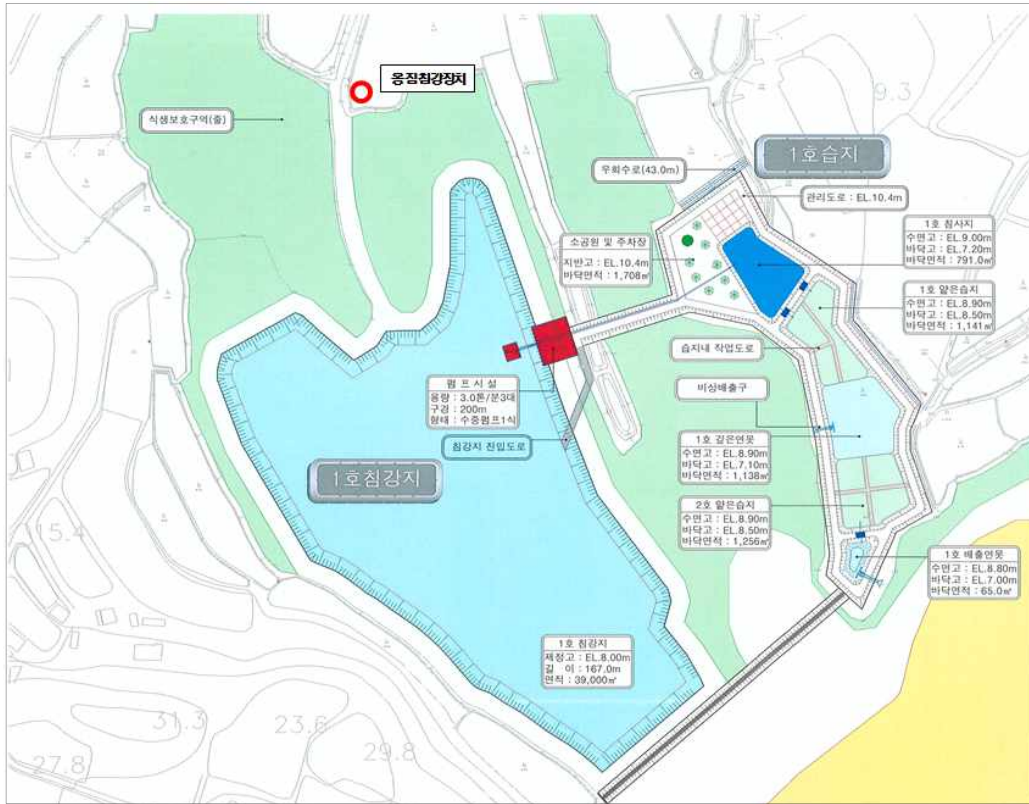 응집침강장치
식생보호구역(줄)
9.3
1호습지
우회수로(43.0m)
관리도로 : EL.10.4m
1호 침사지
수면고 : EL.9.00m
바닥고 : EL.7.20m
바닥면적 : 791.0㎡
소공원 및 주차장
지반고 : EL.10.4m
바닥면적 : 1,708㎡
1호 얕은습지
수면고 : EL.8.90m
바닥고 : EL.8.50m
바닥면적 : 1,141㎡
습지내 작업도로
펌 프 시 설
용량 : 3.0톤/분3대
구경 : 200m
형태 : 수중펌프1식
비상배출구
침강지 진입도로
1호 깊은연못
수면고 : EL.8.90m
바닥고 : EL.7.10m
바닥면적 : 1,138㎡
1호침강지
2호 얕은습지
수면고 : EL.8.90m
바닥고 : EL.8.50m
바닥면적 : 1,256㎡
15.4
1호 배출연못
수면고 : EL.8.80m
바닥고 : EL.7.00m
바닥면적 : 65.0㎡
1호 침강지
제정고 : EL.8.00m
길 이 : 167.0m
면적 : 39,000㎡
31.3
23.6
27.8
29.8